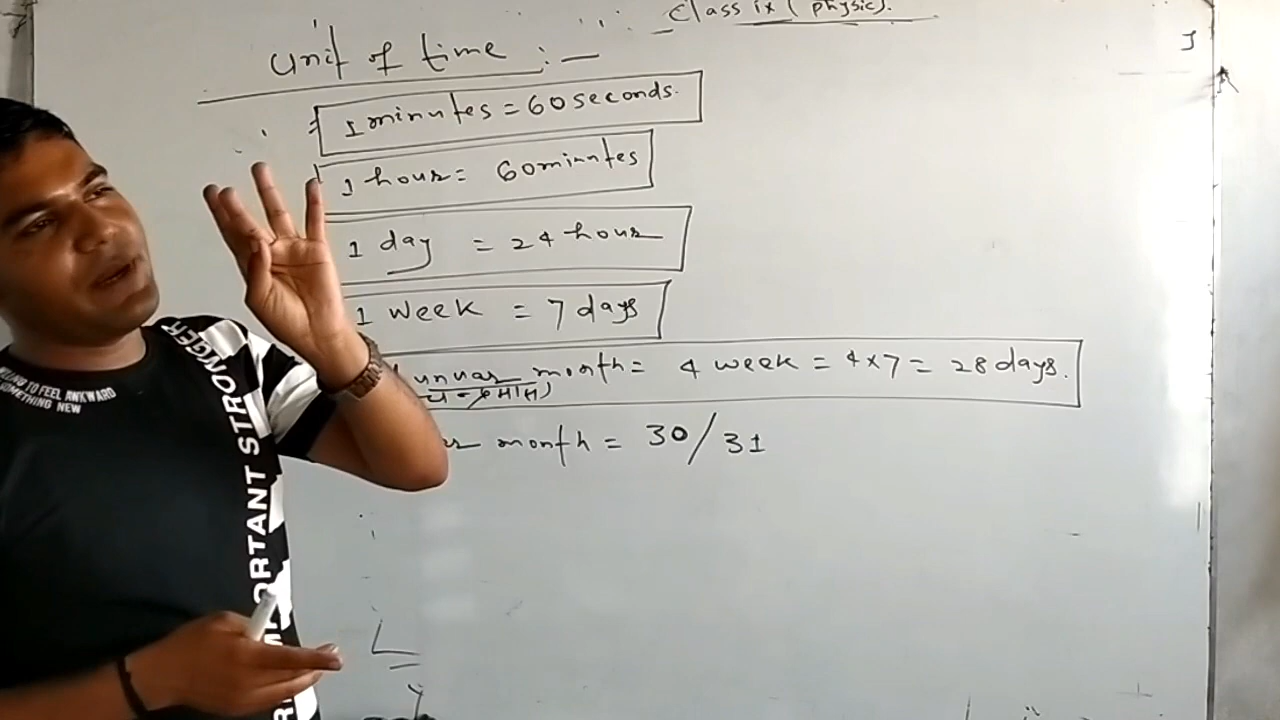 Class ix ( physic).
Unit of time :-
1 minutes = 60 seconds.
1 hour = 60 minutes
1 day = 24 hour
1 week = 7 days
month = 4 week = 4 x 7 = 28 days.
month = 30/31
TO FEEL AWKWARD
SOMETHING NEW
STRONGER
IMPORTANT